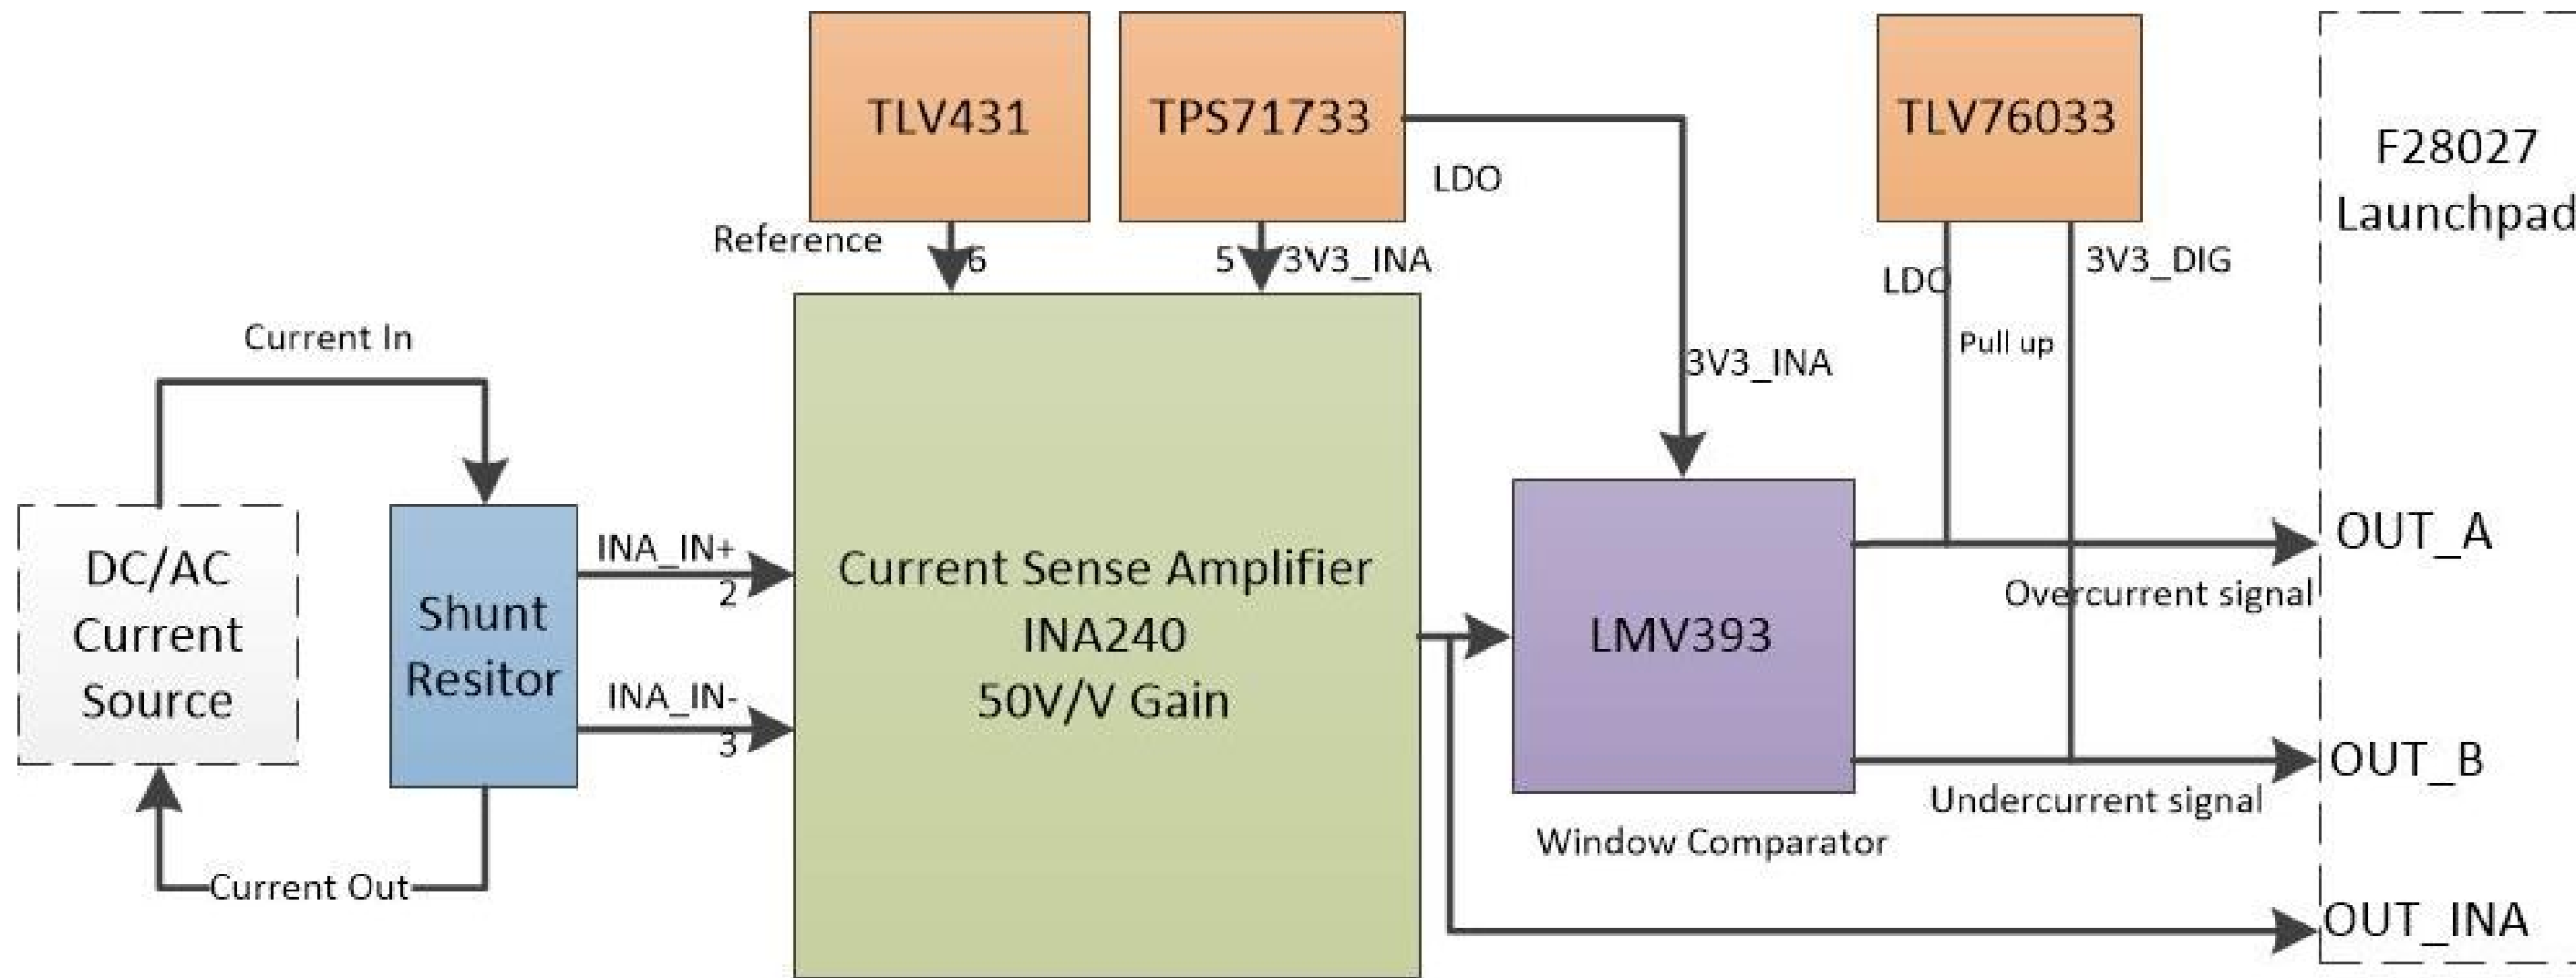 TLV431
TPS71733
TLV76033
F28027
Launchpad
LDO
Reference
6
5
3V3_INA
LDO
3V3_DIG
Pull up
Current In
3V3_INA
DC/AC
Current
Source
Shunt
Resitor
INA_IN+
2
INA_IN-
3
Current Sense Amplifier
INA240
50V/V Gain
LMV393
Window Comparator
OUT_A
Overcurrent signal
OUT_B
Undercurrent signal
Current Out
OUT_INA